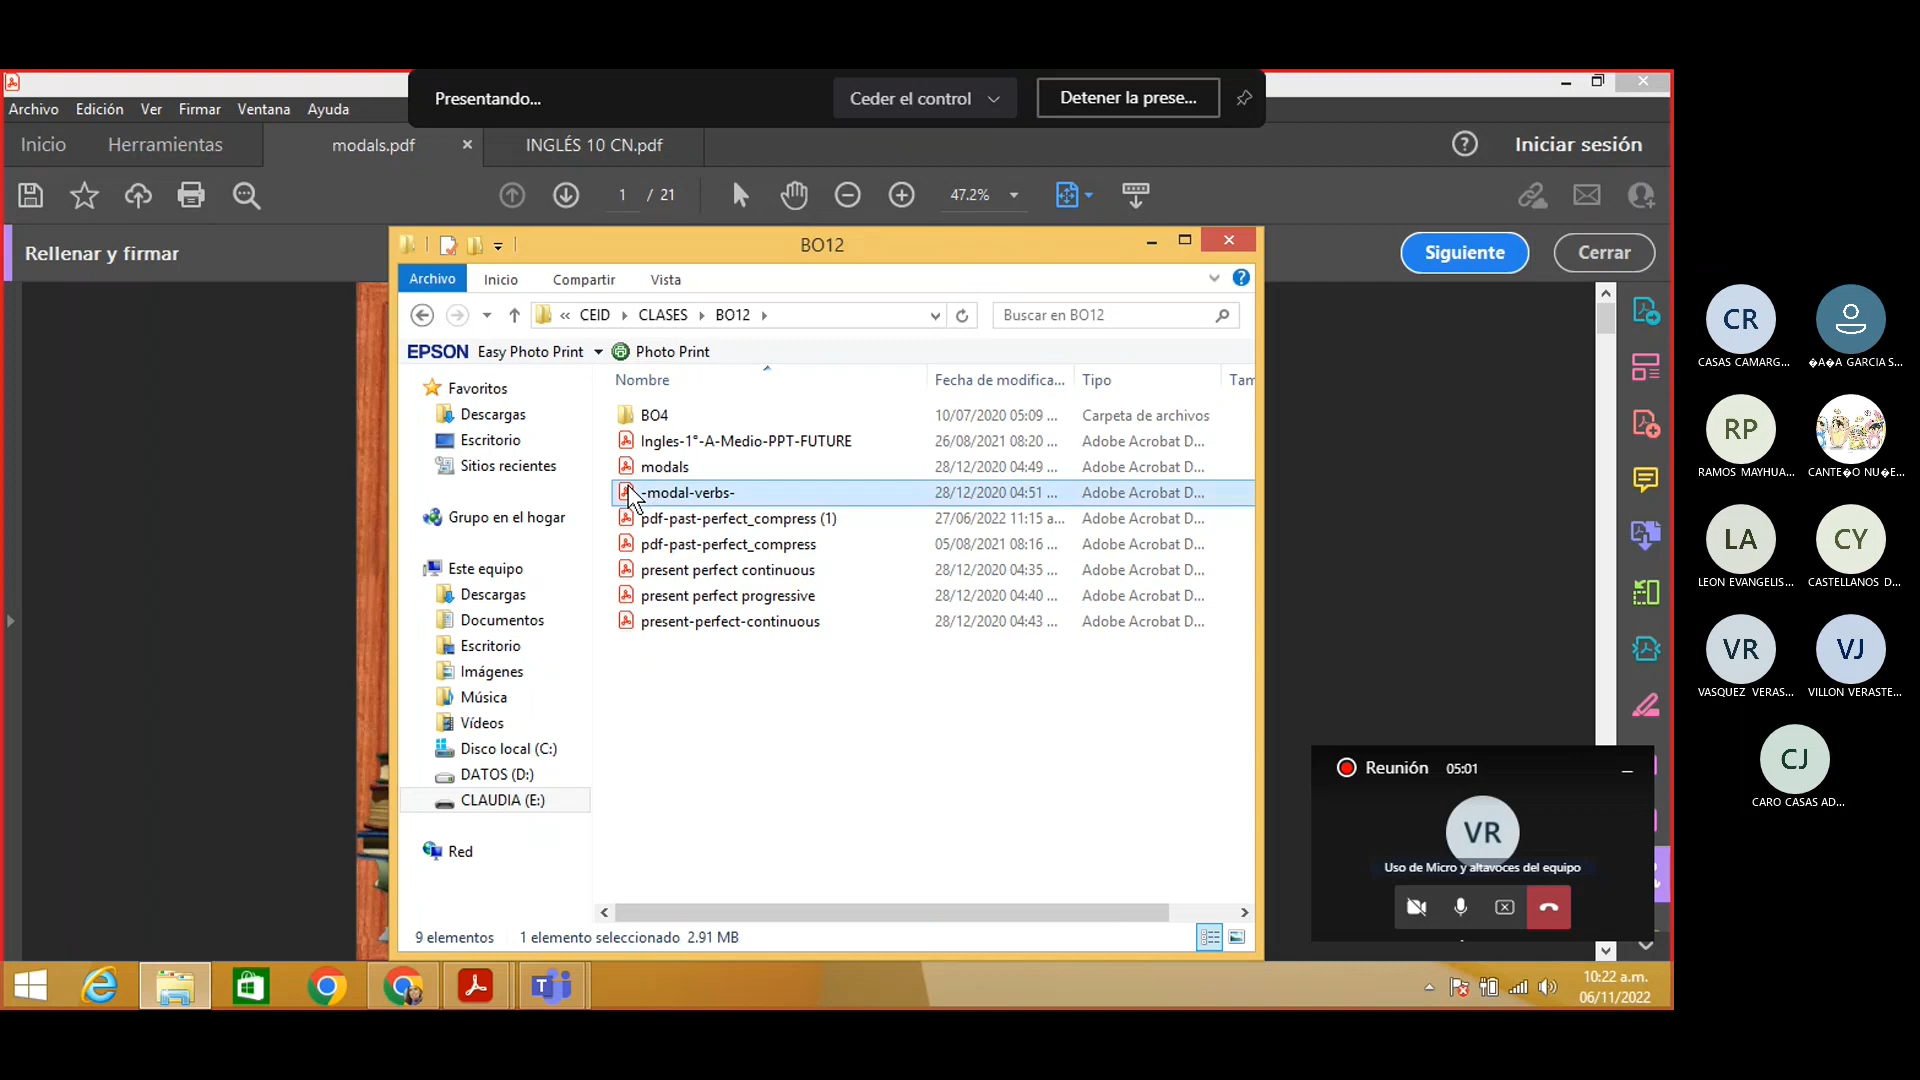 Presentando...
Ceder el control
Detener la prese...
Archivo Edición Ver Firmar Ventana Ayuda
Inicio Herramientas modals.pdf INGLÉS 10 CN.pdf Iniciar sesión
1 / 21 47.2%
Rellenar y firmar
Siguiente
Cerrar
BO12
Archivo Inicio Compartir Vista
« CEID CLASES BO12
Buscar en BO12
EPSON Easy Photo Print Photo Print
Favoritos
Descargas
Escritorio
Sitios recientes
Grupo en el hogar
Este equipo
Descargas
Documentos
Escritorio
Imágenes
Música
Vídeos
Disco local (C:)
DATOS (D:)
CLAUDIA (E:)
Red
Nombre Fecha de modifica... Tipo Tam
BO4 10/07/2020 05:09 ... Carpeta de archivos
Ingles-1°-A-Medio-PPT-FUTURE 26/08/2021 08:20 ... Adobe Acrobat D...
modals 28/12/2020 04:49 ... Adobe Acrobat D...
-modal-verbs- 28/12/2020 04:51 ... Adobe Acrobat D...
pdf-past-perfect_compress (1) 27/06/2022 11:15 a... Adobe Acrobat D...
pdf-past-perfect_compress 05/08/2021 08:16 ... Adobe Acrobat D...
present perfect continuous 28/12/2020 04:35 ... Adobe Acrobat D...
present perfect progressive 28/12/2020 04:40 ... Adobe Acrobat D...
present-perfect-continuous 28/12/2020 04:43 ... Adobe Acrobat D...
9 elementos 1 elemento seleccionado 2.91 MB
Reunión 05:01
VR
Uso de Micro y altavoces del equipo
10:22 a.m.
06/11/2022
CR
CASAS CAMARG... �A�A GARCIA S...
RP
RAMOS MAYHUA... CANTE�O NU�E...
LA CY
LEON EVANGELIS... CASTELLANOS D...
VR VJ
VASQUEZ VERAS... VILLON VERASTE...
CJ
CARO CASAS AD...